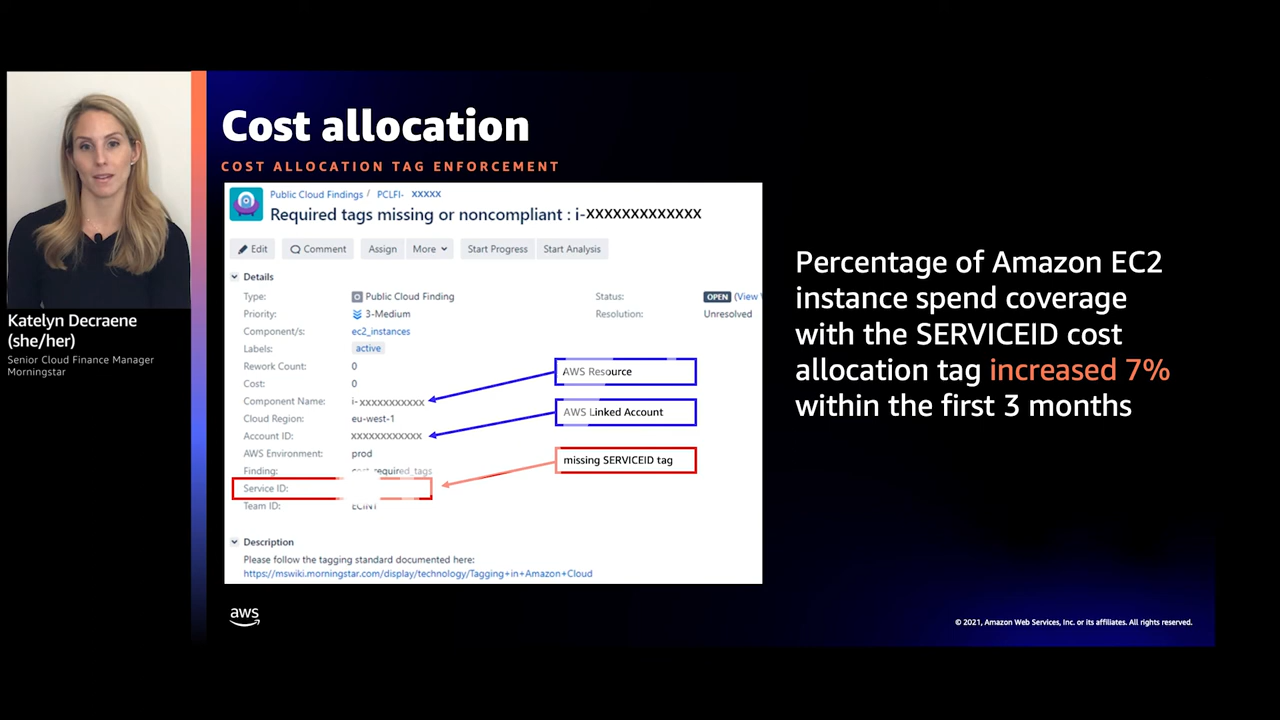 Cost allocation
COST ALLOCATION TAG ENFORCEMENT
Public Cloud Findings / PCLFI- XXXXX
Required tags missing or noncompliant : i-XXXXXXXXXXXXX
Edit Comment Assign More Start Progress Start Analysis
Details
Type: Public Cloud Finding Status: OPEN (View
Priority: 3-Medium Resolution: Unresolved
Component/s: ec2_instances
Labels: active
Rework Count: 0
Cost: 0
Component Name: i- XXXXXXXXXXX
Cloud Region: eu-west-1
Account ID: XXXXXXXXXXXX
AWS Environment: prod
Finding: cost_required_tags
Service ID:
Team ID:
AWS Resource
AWS Linked Account
missing SERVICEID tag
Description
Please follow the tagging standard documented here:
https://mswiki.morningstar.com/display/technology/Tagging+in+Amazon+Cloud
Percentage of Amazon EC2
instance spend coverage
with the SERVICEID cost
allocation tag increased 7%
within the first 3 months
Katelyn Decraene
(she/her)
Senior Cloud Finance Manager
Morningstar
aws
© 2021, Amazon Web Services, Inc. or its affiliates. All rights reserved.